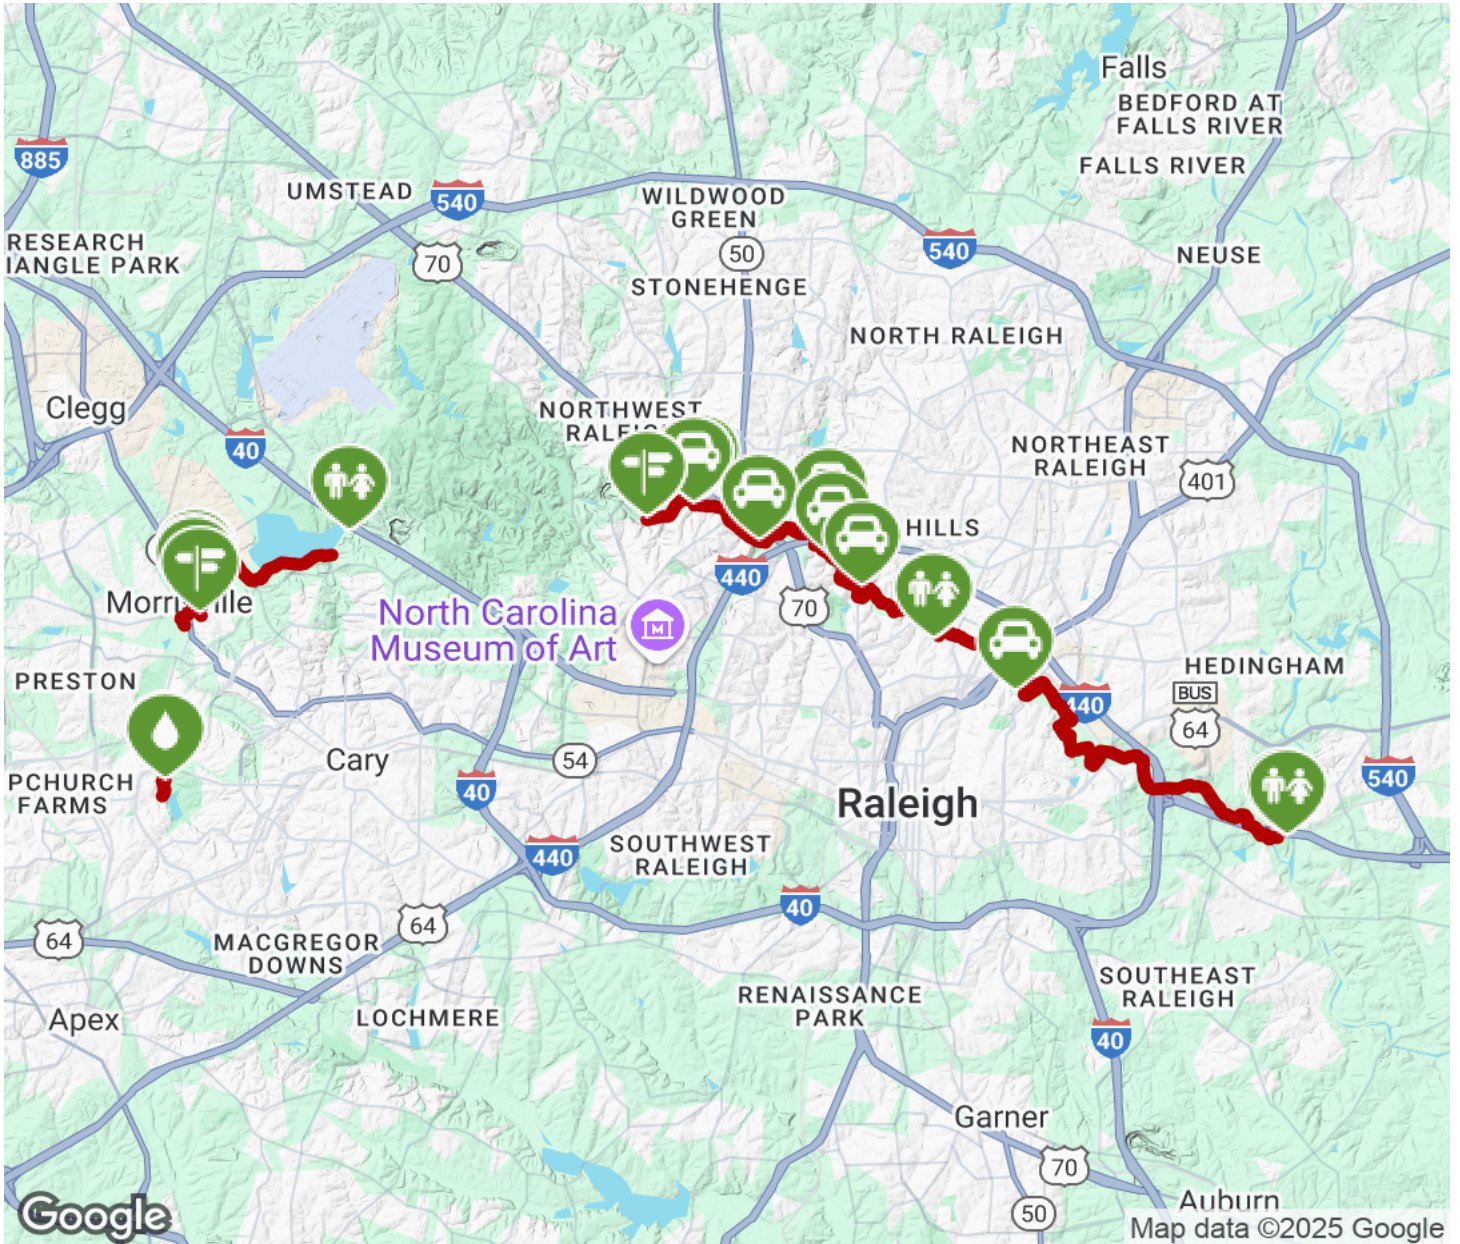 Falls
BEDFORD AT
FALLS RIVER
885
FALLS RIVER
UMSTEAD
540
WILDWOOD
GREEN
RESEARCH
IANGLE PARK
70
50
540
NEUSE
STONEHENGE
NORTH RALEIGH
Clegg
NORTHWEST
40
NORTHEAST
RALEIGH
401
HILLS
440
70
North Carolina
Museum of Art
M
PRESTON
HEDINGHAM
BUS
64
440
Cary
54
PCHURCH
FARMS
40
540
Raleigh
440
SOUTHWEST
RALEIGH
40
64
64
MACGREGOR
DOWNS
SOUTHEAST
RALEIGH
RENAISSANCE
PARK
Apex
LOCHMERE
40
Garner
70
Auburn
50
Google
Map data ©2025 Google